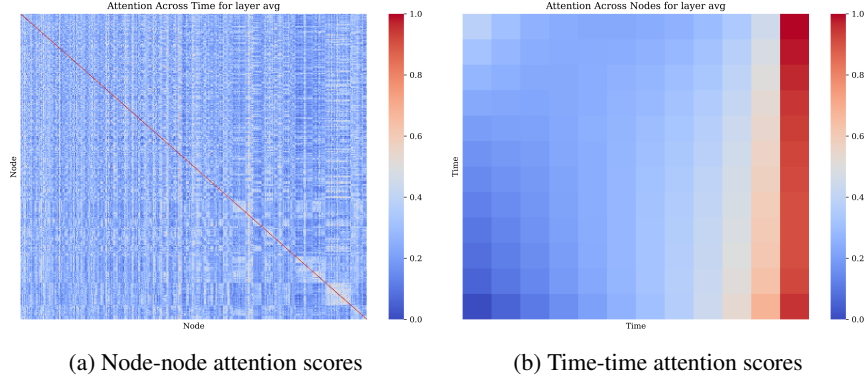 Attention Across Time for layer avg
Node
Node
1.0
0.8
0.6
0.4
0.2
0.0
(a) Node-node attention scores
Attention Across Nodes for layer avg
Time
Time
1.0
0.8
0.6
0.4
0.2
0.0
(b) Time-time attention scores